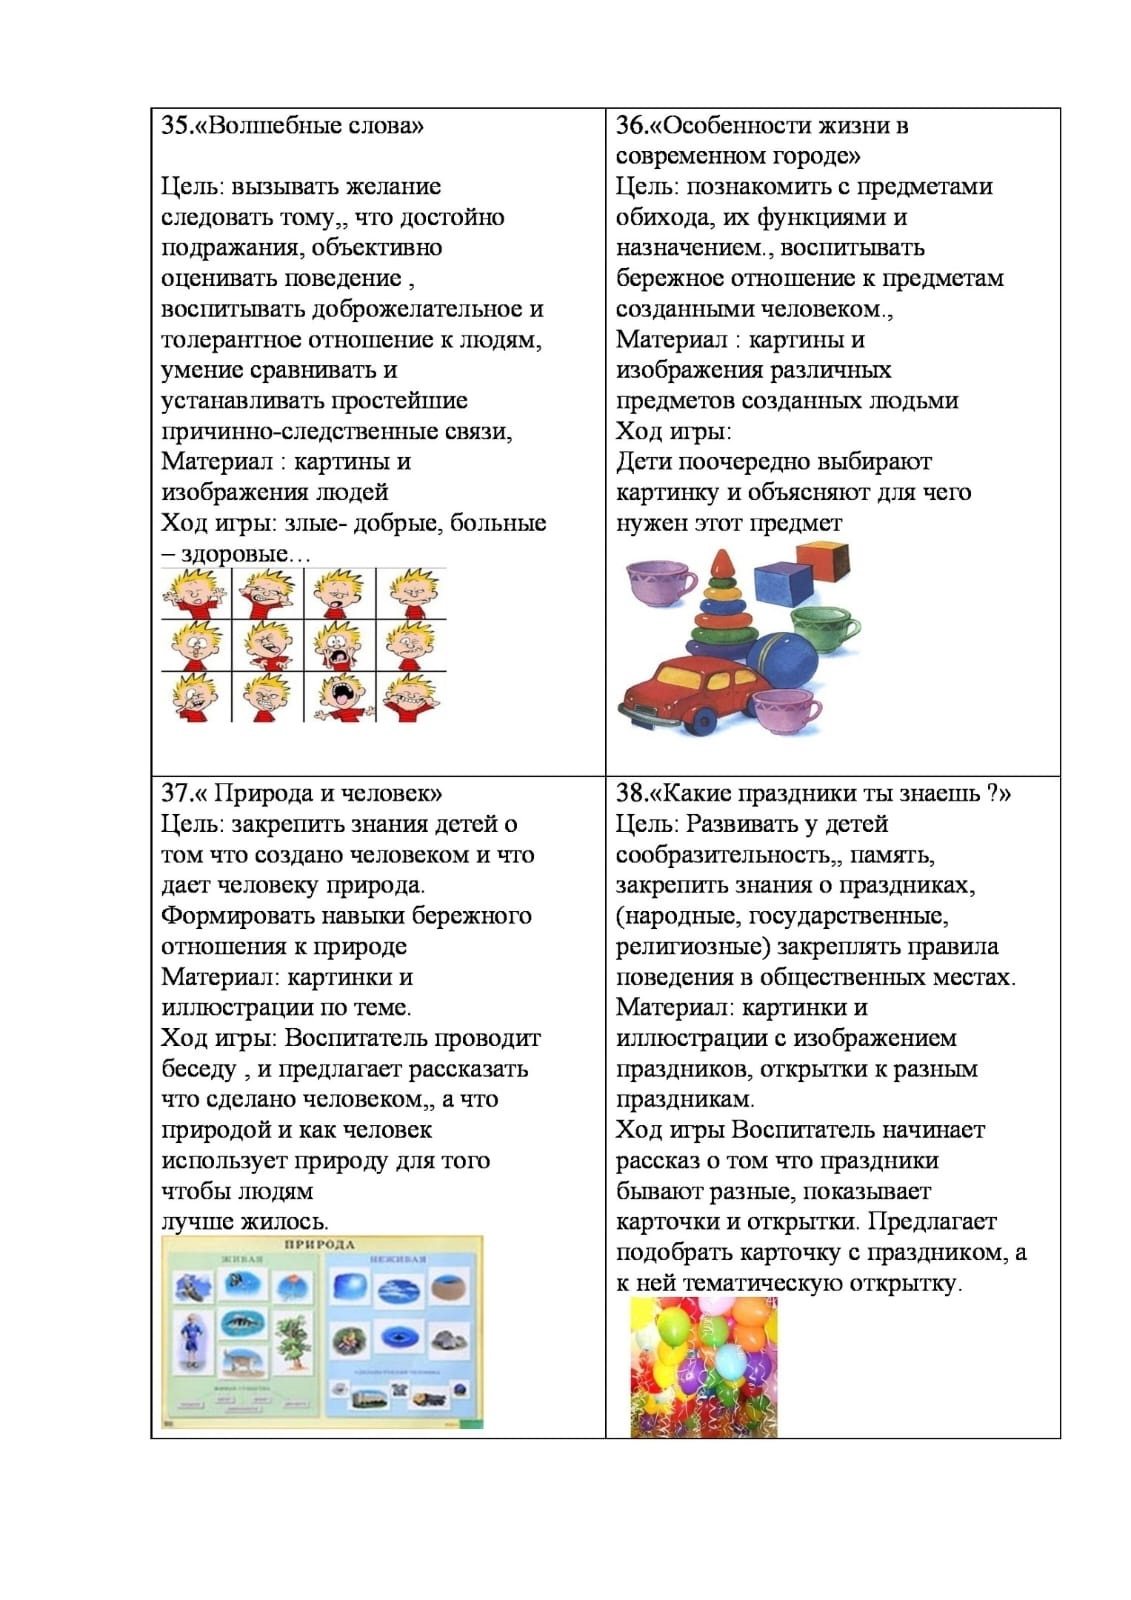 35.«Волшебные слова»
Цель: вызывать желание
следовать тому,, что достойно
подражания, объективно
оценивать поведение ,
воспитывать доброжелательное и
толерантное отношение к людям,
умение сравнивать и
устанавливать простейшие
причинно-следственные связи,
Материал : картины и
изображения людей
Ход игры: злые- добрые, больные
– здоровые…
36.«Особенности жизни в
современном городе»
Цель: познакомить с предметами
обихода, их функциями и
назначением., воспитывать
бережное отношение к предметам
созданными человеком.,
Материал : картины и
изображения различных
предметов созданных людьми
Ход игры:
Дети поочередно выбирают
картинку и объясняют для чего
нужен этот предмет
37.« Природа и человек»
Цель: закрепить знания детей о
том что создано человеком и что
дает человеку природа.
Формировать навыки бережного
отношения к природе
Материал: картинки и
иллюстрации по теме.
Ход игры: Воспитатель проводит
беседу , и предлагает рассказать
что сделано человеком,, а что
природой и как человек
использует природу для того
чтобы людям
лучше жилось.
ПРИРОДА
ЖИВАЯ
НЕЖИВАЯ
38.«Какие праздники ты знаешь ?»
Цель: Развивать у детей
сообразительность,, память,
закрепить знания о праздниках,
(народные, государственные,
религиозные) закреплять правила
поведения в общественных местах.
Материал: картинки и
иллюстрации с изображением
праздников, открытки к разным
праздникам.
Ход игры Воспитатель начинает
рассказ о том что праздники
бывают разные, показывает
карточки и открытки. Предлагает
подобрать карточку с праздником, а
к ней тематическую открытку.